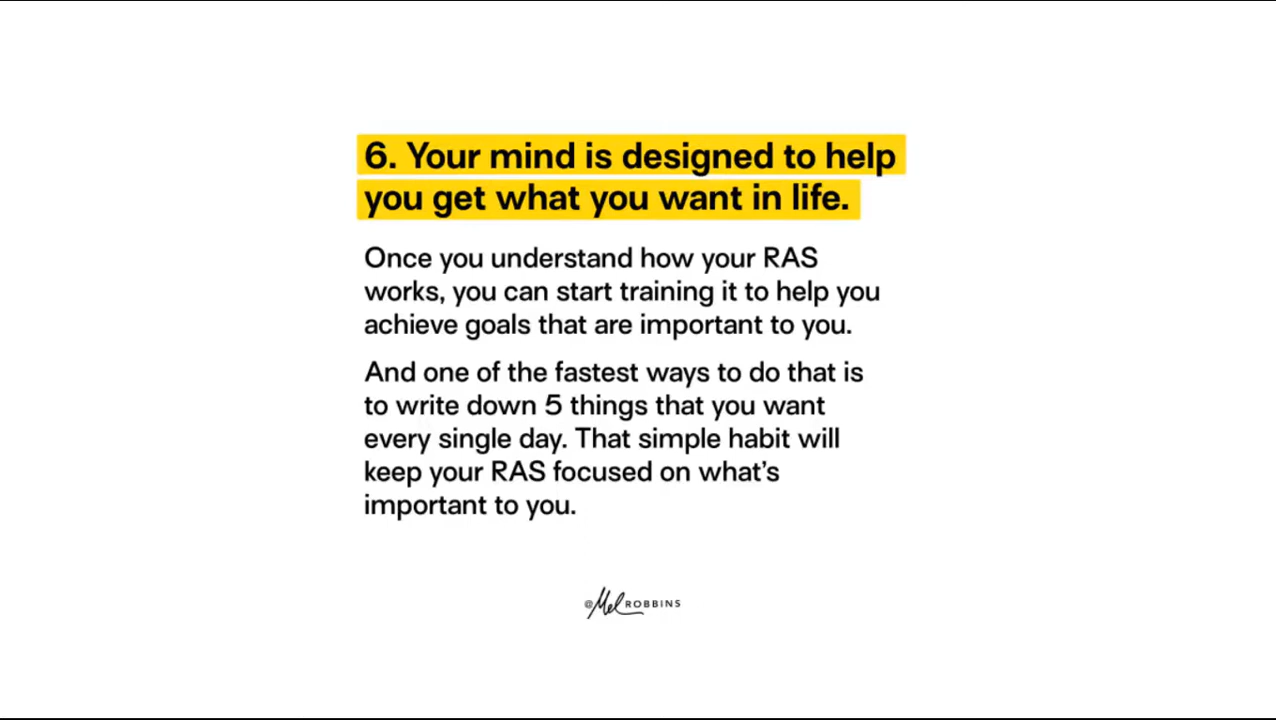 6. Your mind is designed to help
you get what you want in life.
Once you understand how your RAS
works, you can start training it to help you
achieve goals that are important to you.
And one of the fastest ways to do that is
to write down 5 things that you want
every single day. That simple habit will
keep your RAS focused on what's
important to you.
@Mel ROBBINS